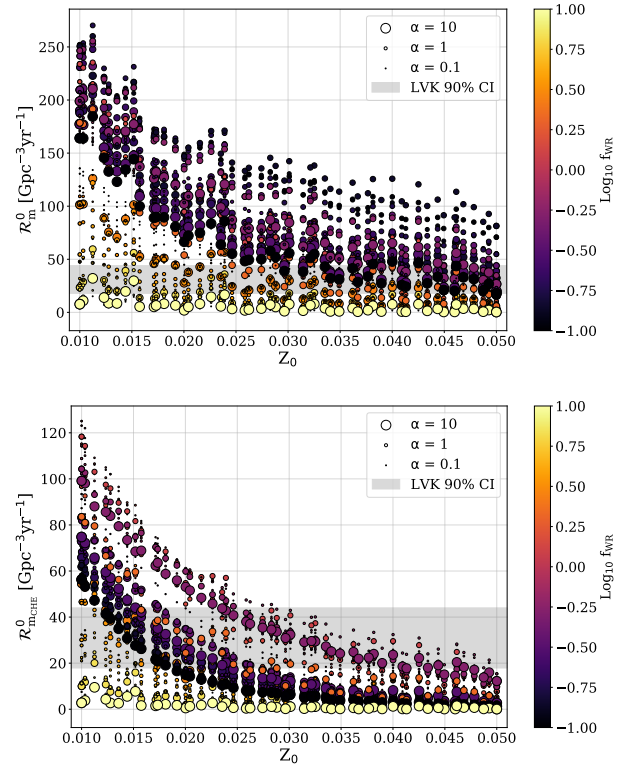 α = 10
α = 1
α = 0.1
LVK 90% CI
250
200
150
100
50
0
R_m^0 [Gpc⁻³yr⁻¹]
0.010 0.015 0.020 0.025 0.030 0.035 0.040 0.045 0.050
Z₀
1.00
0.75
0.50
0.25
0.00
−0.25
−0.50
−0.75
−1.00
Log₁₀ f_WR
α = 10
α = 1
α = 0.1
LVK 90% CI
120
100
80
60
40
20
0
R_m_CHE^0 [Gpc⁻³yr⁻¹]
0.010 0.015 0.020 0.025 0.030 0.035 0.040 0.045 0.050
Z₀
1.00
0.75
0.50
0.25
0.00
−0.25
−0.50
−0.75
−1.00
Log₁₀ f_WR